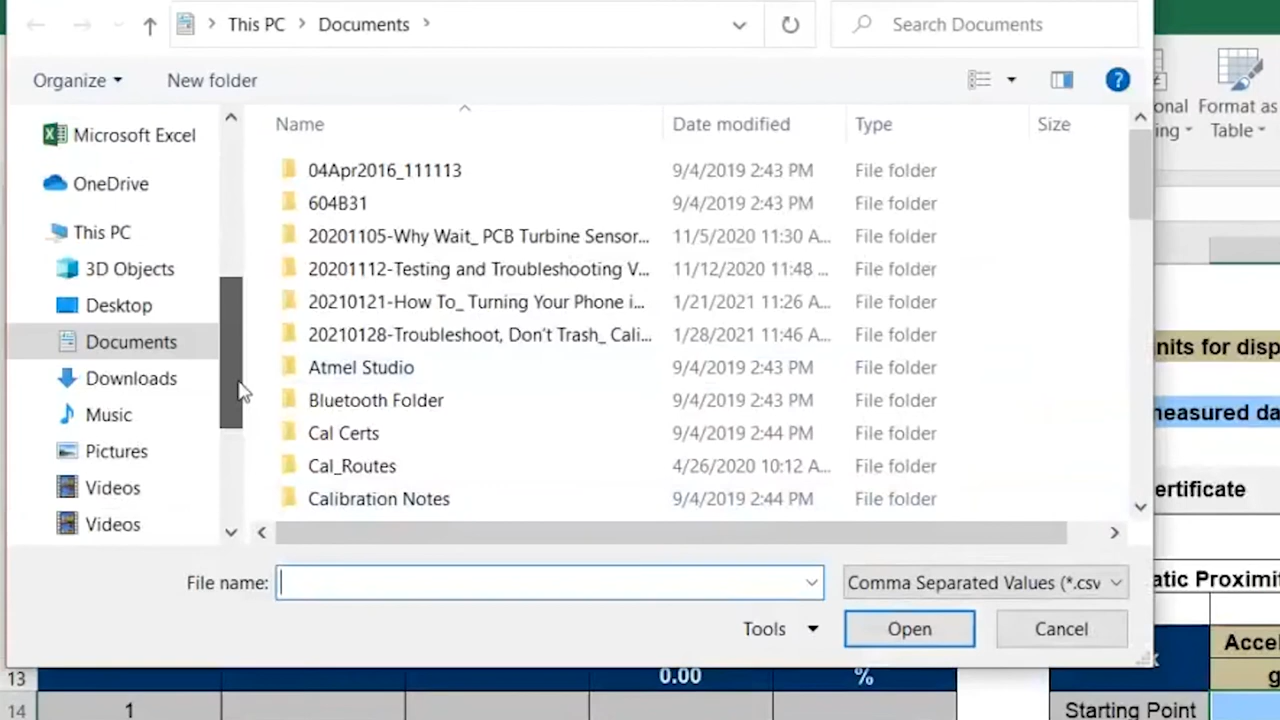 This PC > Documents >
Search Documents
Organize
New folder
?
onal
ing
Format as
Table
Name
Date modified
Type
Size
Microsoft Excel
OneDrive
This PC
3D Objects
Desktop
Documents
Downloads
Music
Pictures
Videos
Videos
04Apr2016_111113 9/4/2019 2:43 PM File folder
604B31 9/4/2019 2:43 PM File folder
20201105-Why Wait_ PCB Turbine Sensor... 11/5/2020 11:30 A... File folder
20201112-Testing and Troubleshooting V... 11/12/2020 11:48 ... File folder
20210121-How To_ Turning Your Phone i... 1/21/2021 11:26 A... File folder
20210128-Troubleshoot, Don't Trash_ Cali... 1/28/2021 11:46 A... File folder
Atmel Studio 9/4/2019 2:43 PM File folder
Bluetooth Folder 9/4/2019 2:43 PM File folder
Cal Certs 9/4/2019 2:44 PM File folder
Cal_Routes 4/26/2020 10:12 A... File folder
Calibration Notes 9/4/2019 2:44 PM File folder
nits for disp
measured da
ertificate
atic Proximi
File name:
Comma Separated Values (*.csv
Tools
Open
Cancel
Acce
g
13 0.00 %
14 1
Starting Point